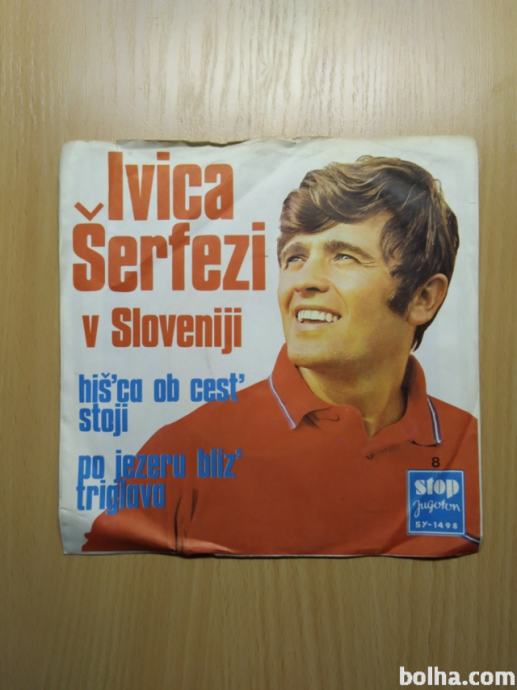 Ivica
Šerfezi
v Sloveniji
hiš'ca ob cest'
stoji
po jezeru bliz'
triglava
8
stop
Jugoton
SY-1498
bolha.com